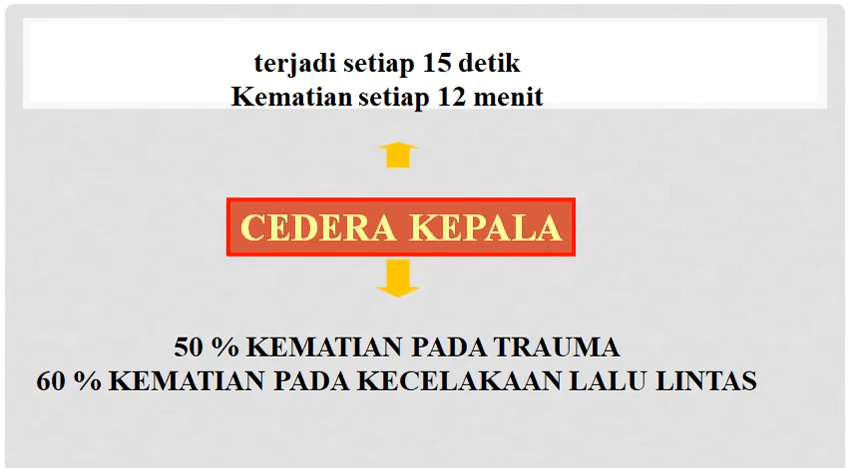 terjadi setiap 15 detik
Kematian setiap 12 menit
CEDERA KEPALA
50 % KEMATIAN PADA TRAUMA
60 % KEMATIAN PADA KECELAKAAN LALU LINTAS